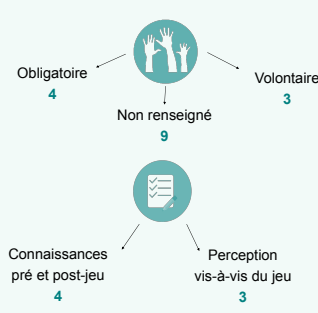 Obligatoire
4
Volontaire
3
Non renseigné
9
Connaissances
pré et post-jeu
4
Perception
vis-à-vis du jeu
3